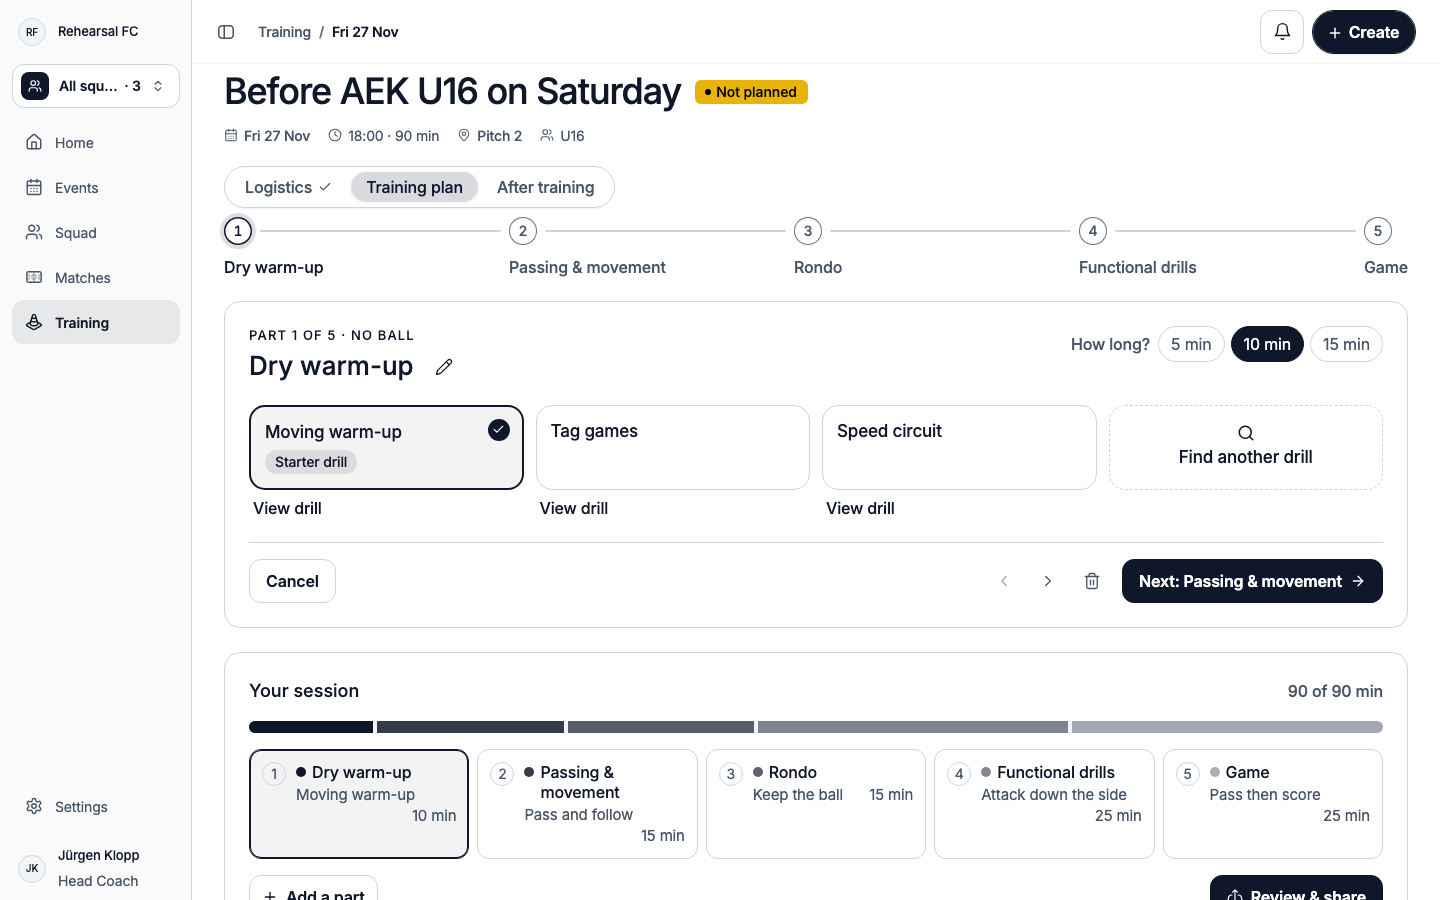 RF Rehearsal FC
All squ... · 3
Home
Events
Squad
Matches
Training
Settings
JK Jürgen Klopp
Head Coach
Training / Fri 27 Nov
+ Create
Before AEK U16 on Saturday
Not planned
Fri 27 Nov 18:00 · 90 min Pitch 2 U16
Logistics Training plan After training
1 2 3 4 5
Dry warm-up Passing & movement Rondo Functional drills Game
PART 1 OF 5 · NO BALL
Dry warm-up
How long? 5 min 10 min 15 min
Moving warm-up
Starter drill
View drill
Tag games
View drill
Speed circuit
View drill
Find another drill
Cancel
Next: Passing & movement →
Your session
90 of 90 min
1 Dry warm-up
Moving warm-up
10 min
2 Passing &
movement
Pass and follow
15 min
3 Rondo
Keep the ball 15 min
4 Functional drills
Attack down the side
25 min
5 Game
Pass then score
25 min
+ Add a part
Review & share